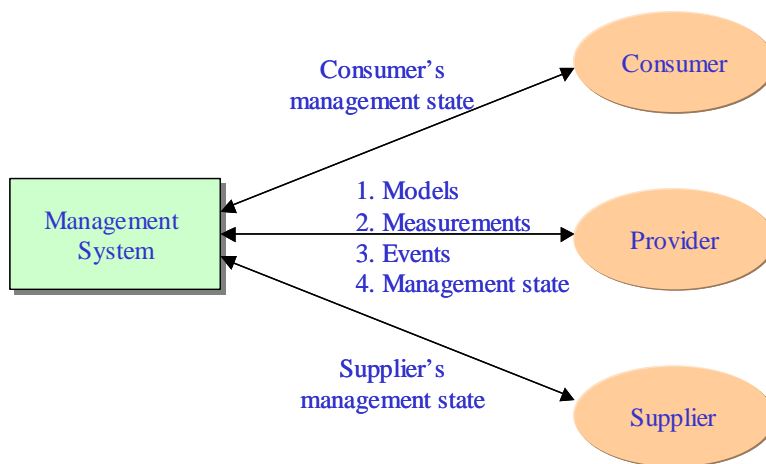 Consumer’s
management state
Consumer
Management
System
1. Models
2. Measurements
3. Events
4. Management state
Provider
Supplier’s
management state
Supplier